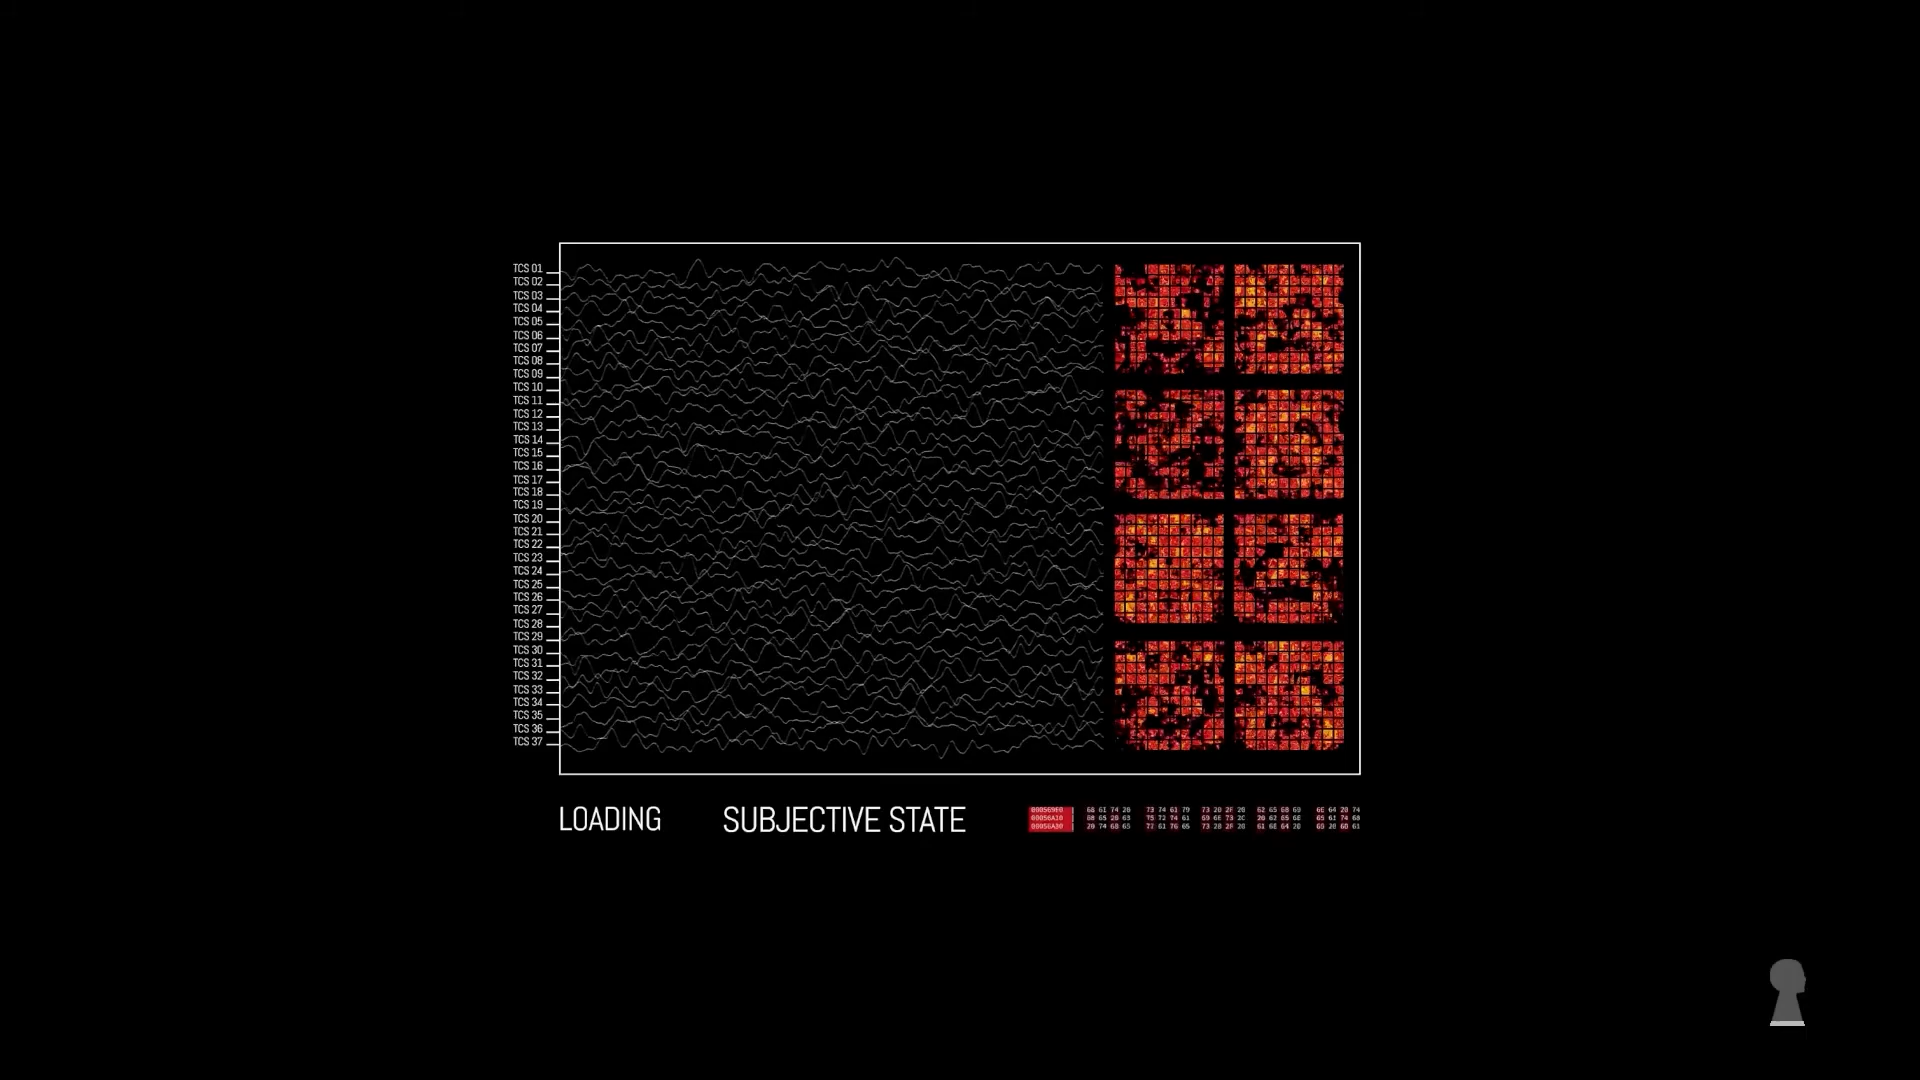 TCS 01
TCS 02
TCS 03
TCS 04
TCS 05
TCS 06
TCS 07
TCS 08
TCS 09
TCS 10
TCS 11
TCS 12
TCS 13
TCS 14
TCS 15
TCS 16
TCS 17
TCS 18
TCS 19
TCS 20
TCS 21
TCS 22
TCS 23
TCS 24
TCS 25
TCS 26
TCS 27
TCS 28
TCS 29
TCS 30
TCS 31
TCS 32
TCS 33
TCS 34
TCS 35
TCS 36
TCS 37
LOADING SUBJECTIVE STATE